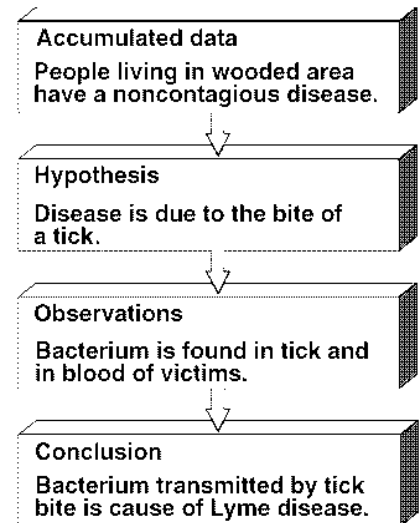 Accumulated data
People living in wooded area
have a noncontagious disease.
Hypothesis
Disease is due to the bite of
a tick.
Observations
Bacterium is found in tick and
in blood of victims.
Conclusion
Bacterium transmitted by tick
bite is cause of Lyme disease.